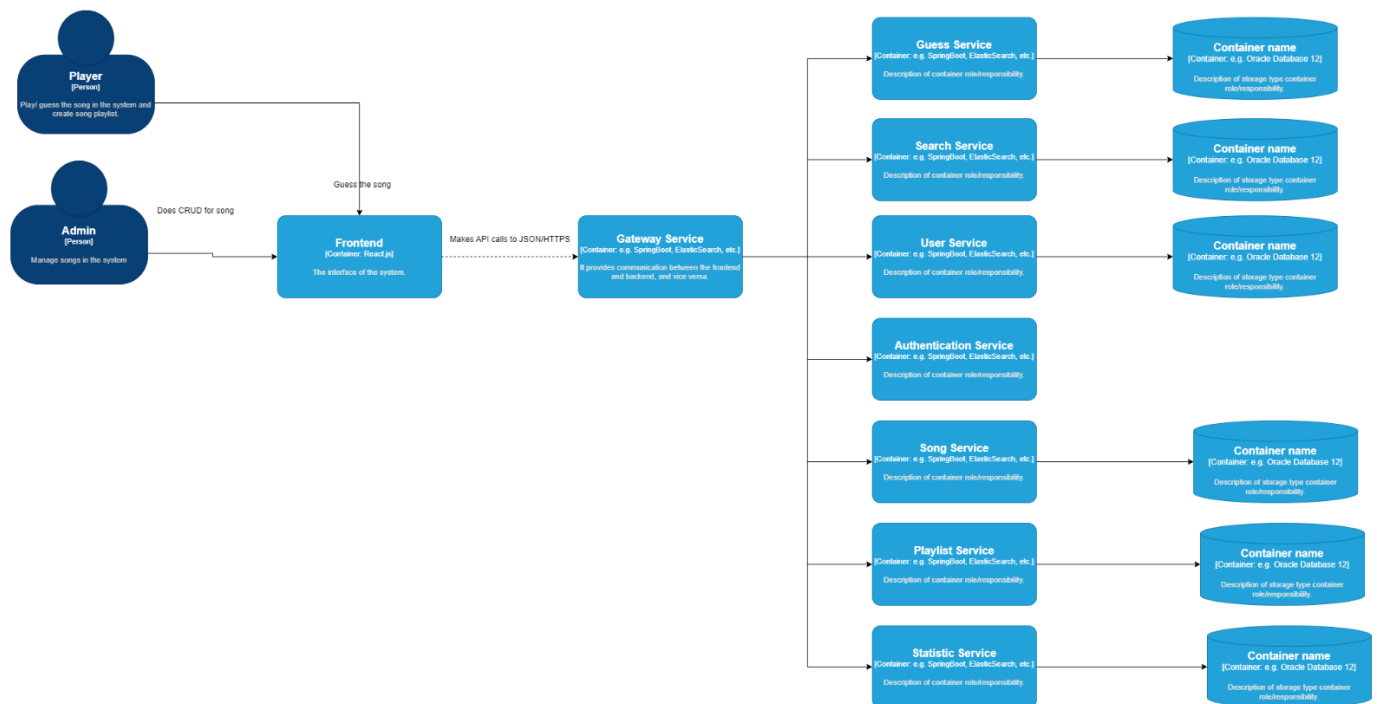 Player
[Person]
Play/ guess the song in the system and
create song playlist.
Admin
[Person]
Manage songs in the system
Guess the song
Does CRUD for song
Frontend
[Container: React.js]
The interface of the system.
Makes API calls to JSON/HTTPS
Gateway Service
[Container: e.g. SpringBoot, ElasticSearch, etc.]
It provides communication between the frontend
and backend, and vice versa.
Guess Service
[Container: e.g. SpringBoot, ElasticSearch, etc.]
Description of container role/responsibility.
Container name
[Container: e.g. Oracle Database 12]
Description of storage type container
role/responsibility.
Search Service
[Container: e.g. SpringBoot, ElasticSearch, etc.]
Description of container role/responsibility.
Container name
[Container: e.g. Oracle Database 12]
Description of storage type container
role/responsibility.
User Service
[Container: e.g. SpringBoot, ElasticSearch, etc.]
Description of container role/responsibility.
Container name
[Container: e.g. Oracle Database 12]
Description of storage type container
role/responsibility.
Authentication Service
[Container: e.g. SpringBoot, ElasticSearch, etc.]
Description of container role/responsibility.
Song Service
[Container: e.g. SpringBoot, ElasticSearch, etc.]
Description of container role/responsibility.
Container name
[Container: e.g. Oracle Database 12]
Description of storage type container
role/responsibility.
Playlist Service
[Container: e.g. SpringBoot, ElasticSearch, etc.]
Description of container role/responsibility.
Container name
[Container: e.g. Oracle Database 12]
Description of storage type container
role/responsibility.
Statistic Service
[Container: e.g. SpringBoot, ElasticSearch, etc.]
Description of container role/responsibility.
Container name
[Container: e.g. Oracle Database 12]
Description of storage type container
role/responsibility.